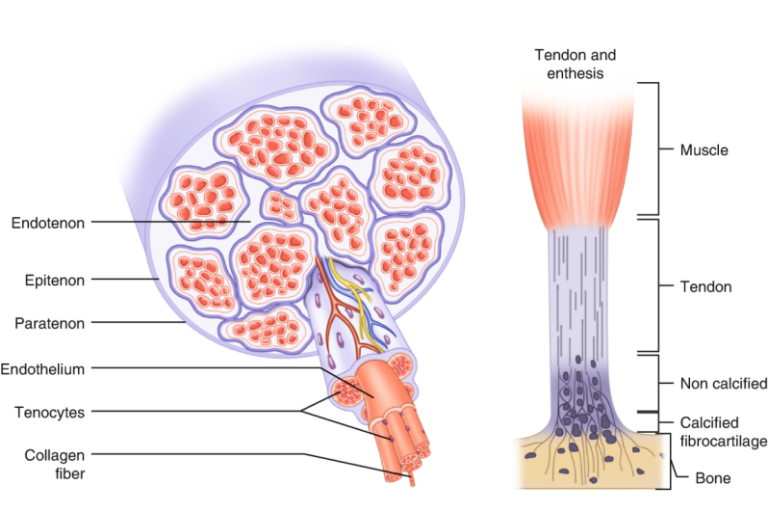 Tendon and
enthesis
Muscle
Endotenon
Epitenon
Tendon
Paratenon
Endothelium
Non calcified
Tenocytes
Calcified
fibrocartilage
Collagen
fiber
Bone